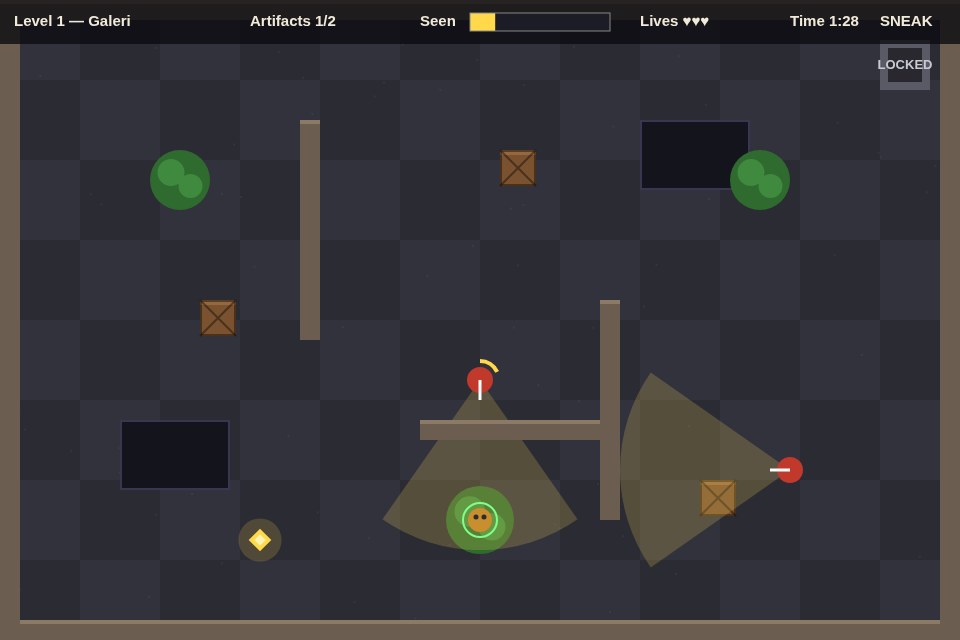 Level 1 — Galeri Artifacts 1/2 Seen Lives ♥♥♥ Time 1:28 SNEAK
LOCKED